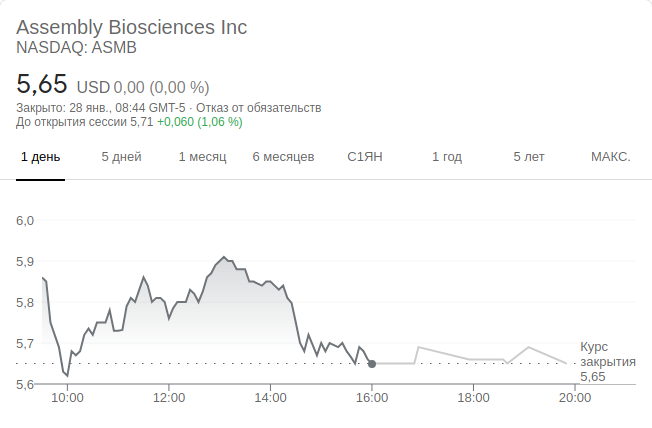 Assembly Biosciences Inc
NASDAQ: ASMB
5,65 USD 0,00 (0,00 %)
Закрыто: 28 янв., 08:44 GMT-5 · Отказ от обязательств
До открытия сессии 5,71 +0,060 (1,06 %)
1 день 5 дней 1 месяц 6 месяцев С1ЯН 1 год 5 лет МАКС.
6,0
5,9
5,8
5,7
5,6
Курс
закрытия
5,65
10:00 12:00 14:00 16:00 18:00 20:00